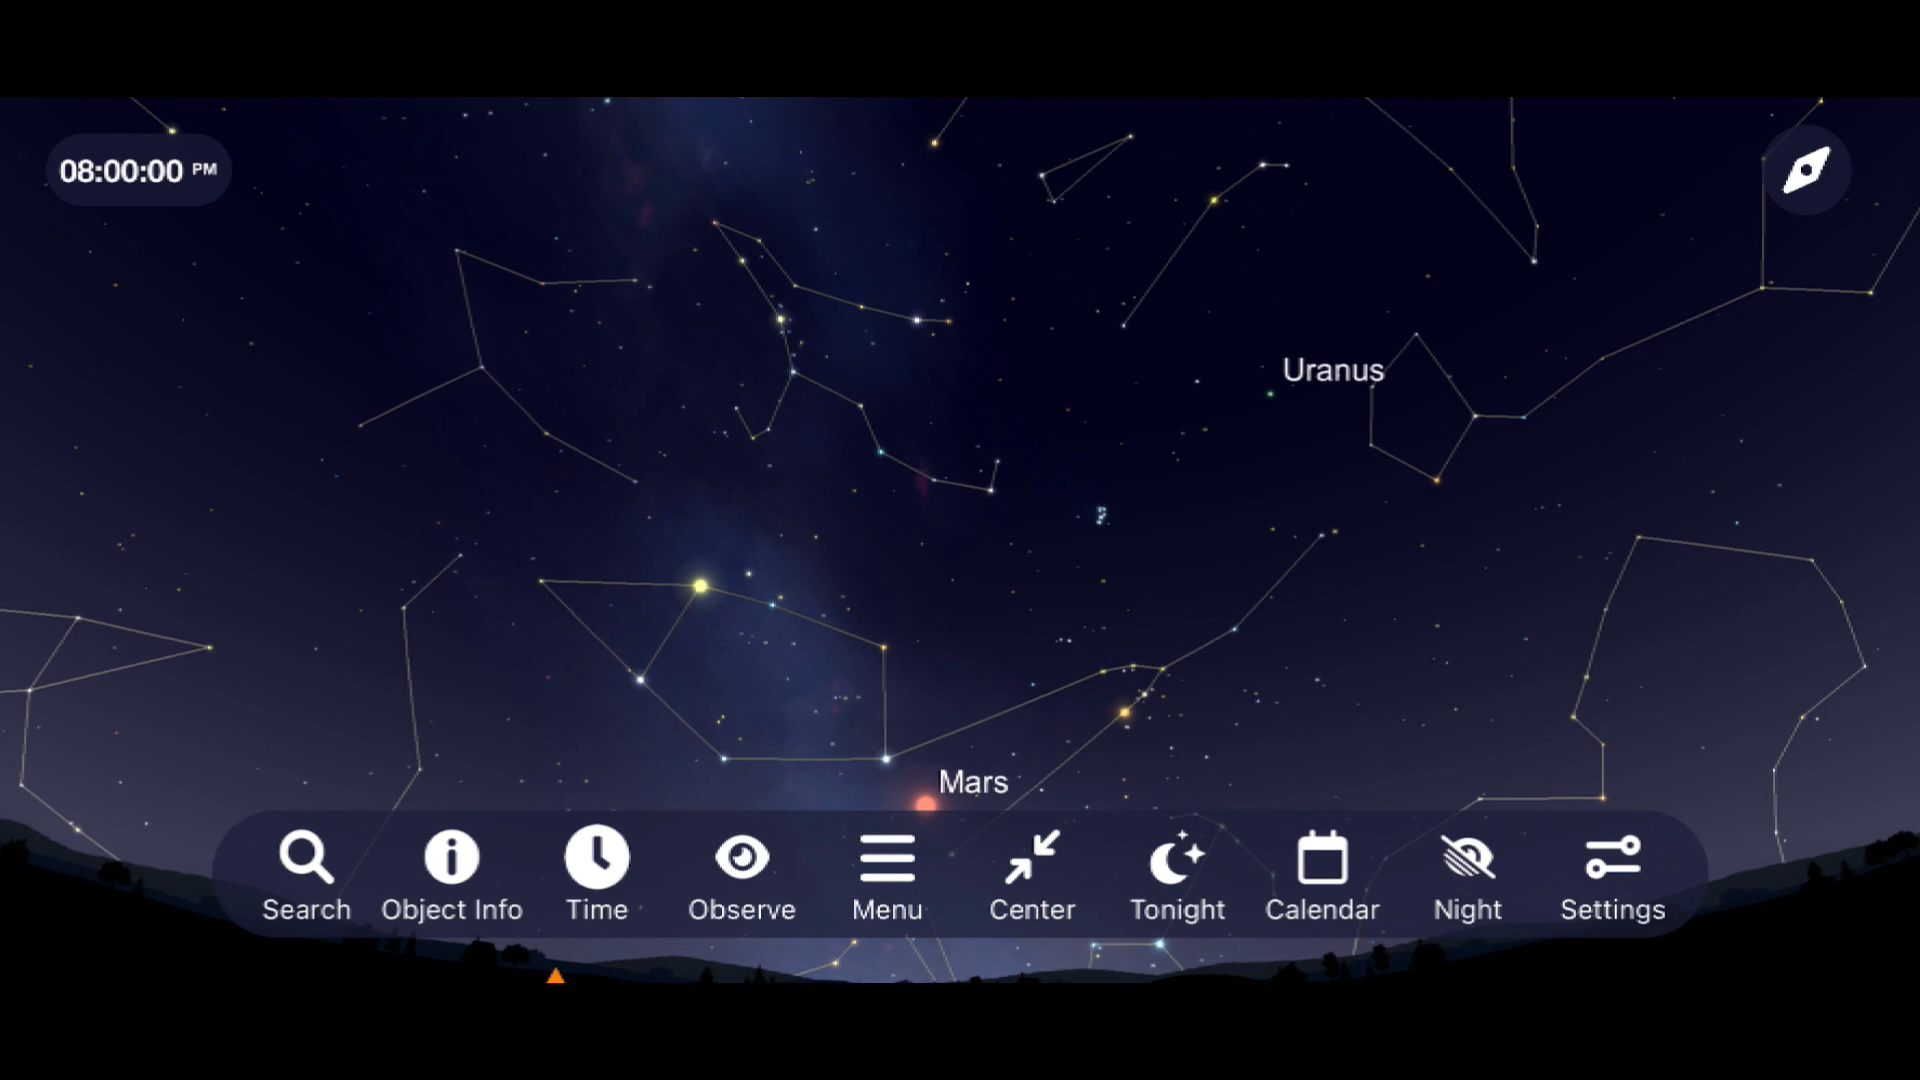 08:00:00 PM
Uranus
Mars
Search
Object Info
Time
Observe
Menu
Center
Tonight
Calendar
Night
Settings